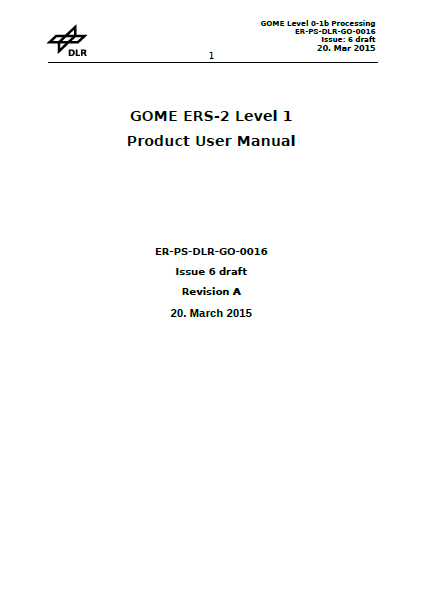 GOME Level 0-1b Processing
ER-PS-DLR-GO-0016
Issue: 6 draft
20. Mar 2015
DLR
1
GOME ERS-2 Level 1
Product User Manual
ER-PS-DLR-GO-0016
Issue 6 draft
Revision A
20. March 2015